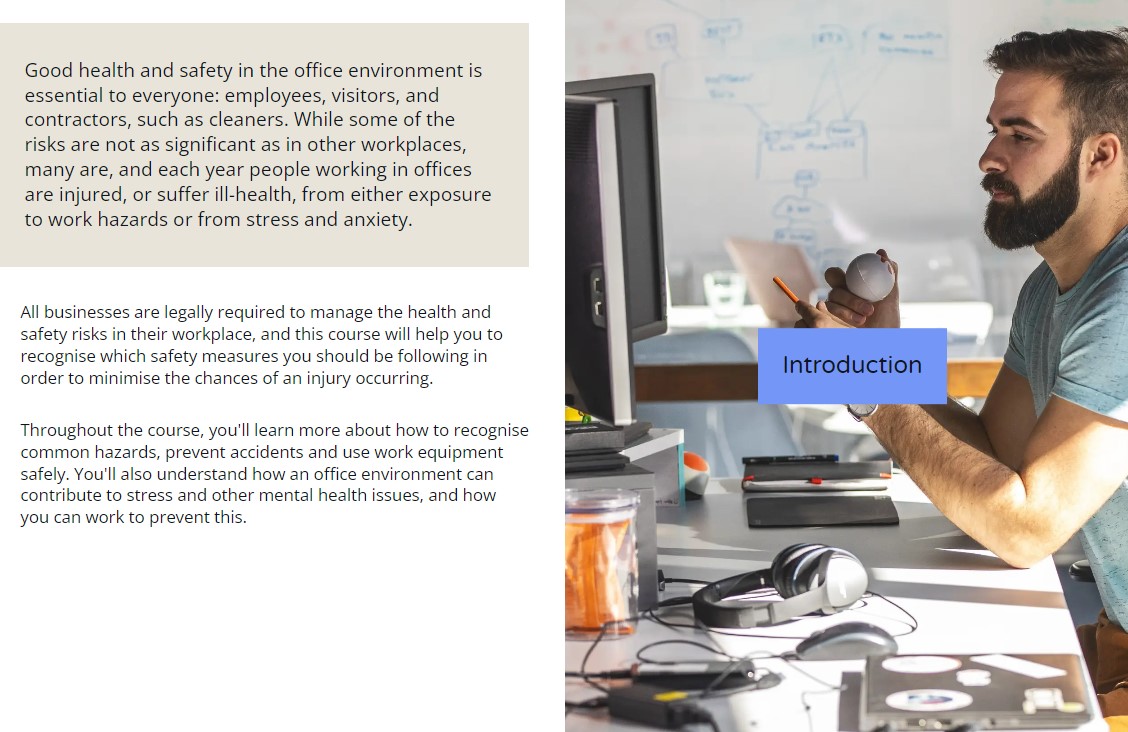 Good health and safety in the office environment is
essential to everyone: employees, visitors, and
contractors, such as cleaners. While some of the
risks are not as significant as in other workplaces,
many are, and each year people working in offices
are injured, or suffer ill-health, from either exposure
to work hazards or from stress and anxiety.
All businesses are legally required to manage the health and
safety risks in their workplace, and this course will help you to
recognise which safety measures you should be following in
order to minimise the chances of an injury occurring.
Throughout the course, you'll learn more about how to recognise
common hazards, prevent accidents and use work equipment
safely. You'll also understand how an office environment can
contribute to stress and other mental health issues, and how
you can work to prevent this.
Introduction